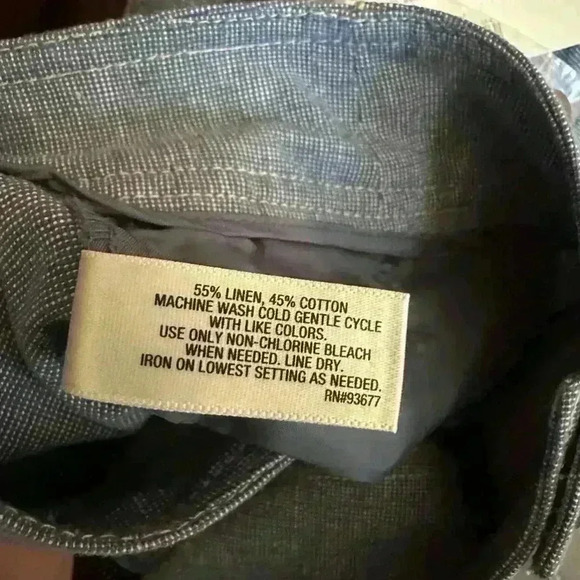 55% LINEN, 45% COTTON
MACHINE WASH COLD GENTLE CYCLE
WITH LIKE COLORS.
USE ONLY NON-CHLORINE BLEACH
WHEN NEEDED. LINE DRY.
IRON ON LOWEST SETTING AS NEEDED.
RN#93677